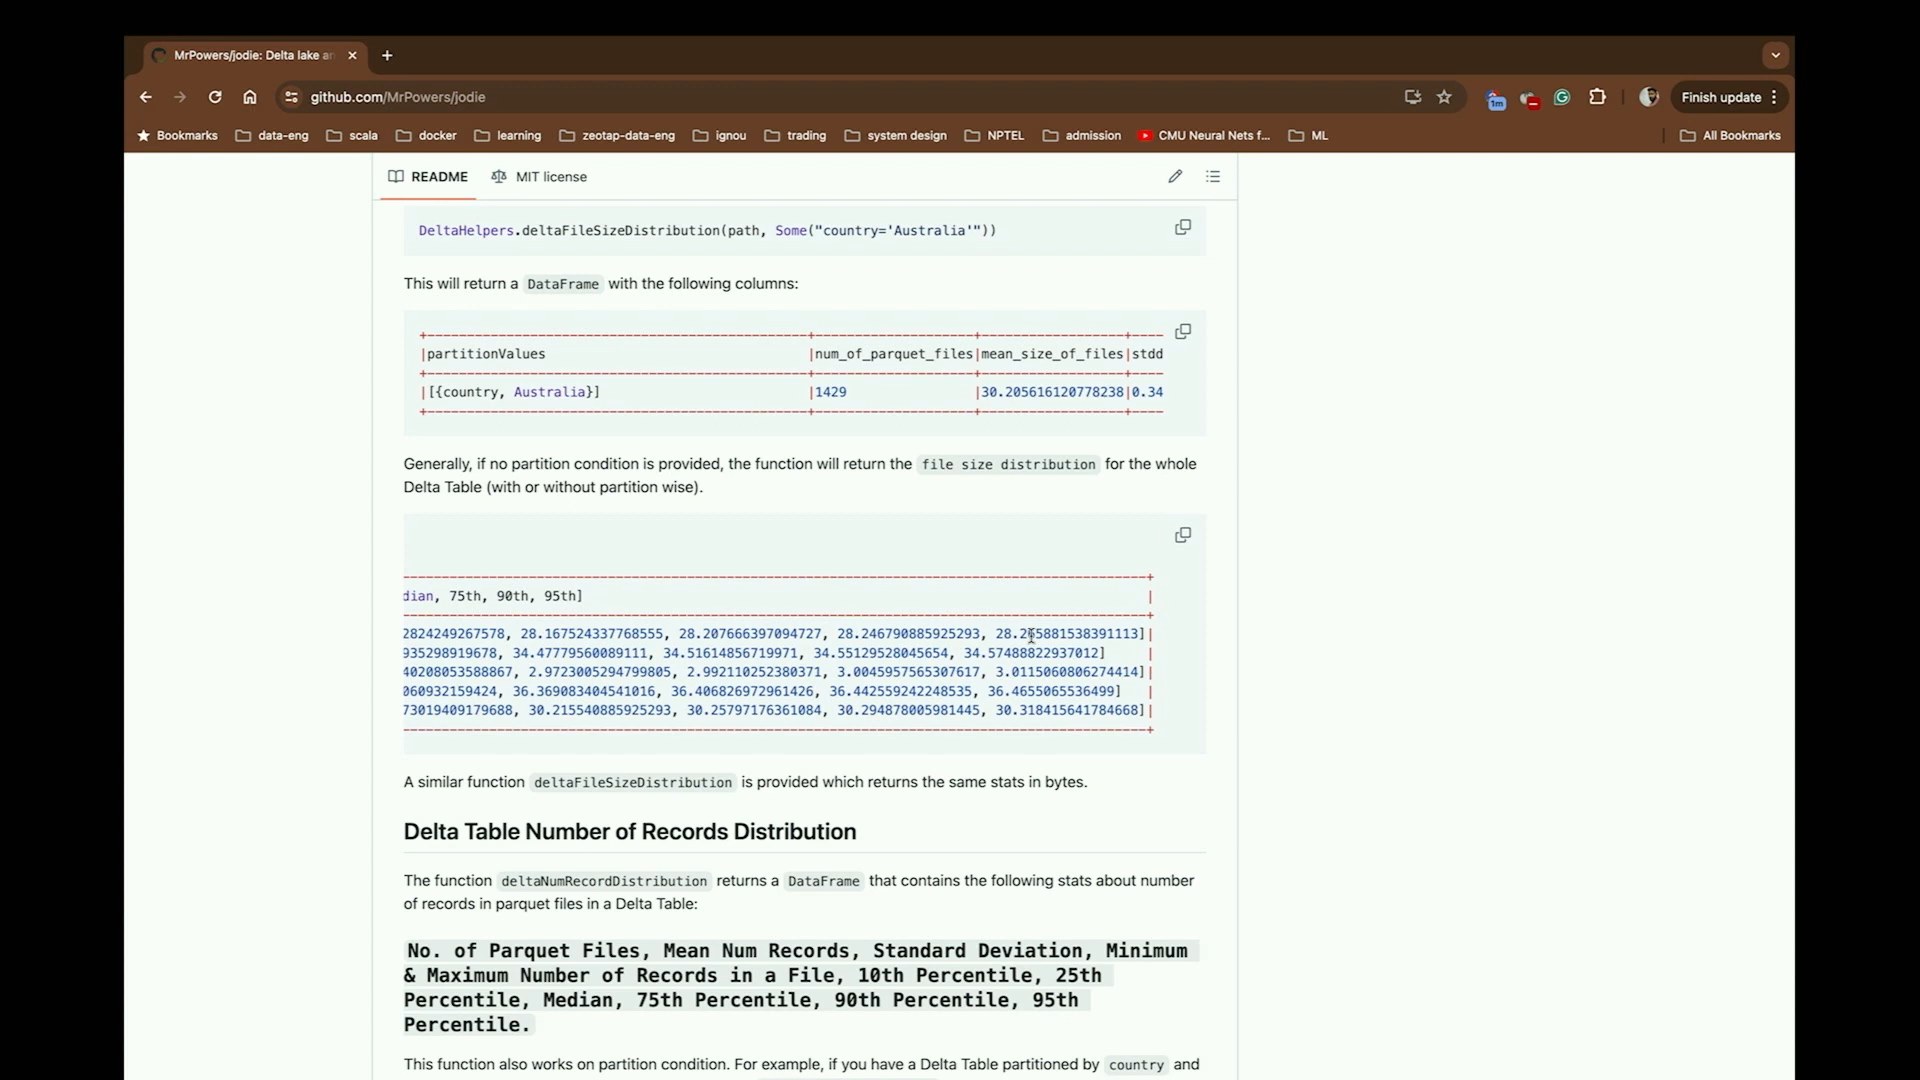 MrPowers/jodie: Delta lake an
github.com/MrPowers/jodie
1m
Finish update
Bookmarks data-eng scala docker learning zeotap-data-eng ignou trading system design NPTEL admission CMU Neural Nets f... ML All Bookmarks
README MIT license
DeltaHelpers.deltaFileSizeDistribution(path, Some("country='Australia'"))
This will return a DataFrame with the following columns:
+------------------------------------------------+--------------------+-------------------+----
|partitionValues |num_of_parquet_files|mean_size_of_files|stdd
+------------------------------------------------+--------------------+-------------------+----
|[{country, Australia}] |1429 |30.205616120778238|0.34
+------------------------------------------------+--------------------+-------------------+----
Generally, if no partition condition is provided, the function will return the file size distribution for the whole
Delta Table (with or without partition wise).
-----------------------------------------------------------------------------------------------+
dian, 75th, 90th, 95th] |
-----------------------------------------------------------------------------------------------+
2824249267578, 28.167524337768555, 28.207666397094727, 28.246790885925293, 28.265881538391113]|
935298919678, 34.47779560089111, 34.51614856719971, 34.55129528045654, 34.57488822937012] |
40208053588867, 2.9723005294799805, 2.992110252380371, 3.0045957565307617, 3.0115060806274414]|
060932159424, 36.369083404541016, 36.406826972961426, 36.442559242248535, 36.4655065536499] |
73019409179688, 30.215540885925293, 30.25797176361084, 30.294878005981445, 30.318415641784668]|
-----------------------------------------------------------------------------------------------+
A similar function deltaFileSizeDistribution is provided which returns the same stats in bytes.
Delta Table Number of Records Distribution
The function deltaNumRecordDistribution returns a DataFrame that contains the following stats about number
of records in parquet files in a Delta Table:
No. of Parquet Files, Mean Num Records, Standard Deviation, Minimum
& Maximum Number of Records in a File, 10th Percentile, 25th
Percentile, Median, 75th Percentile, 90th Percentile, 95th
Percentile.
This function also works on partition condition. For example, if you have a Delta Table partitioned by country and